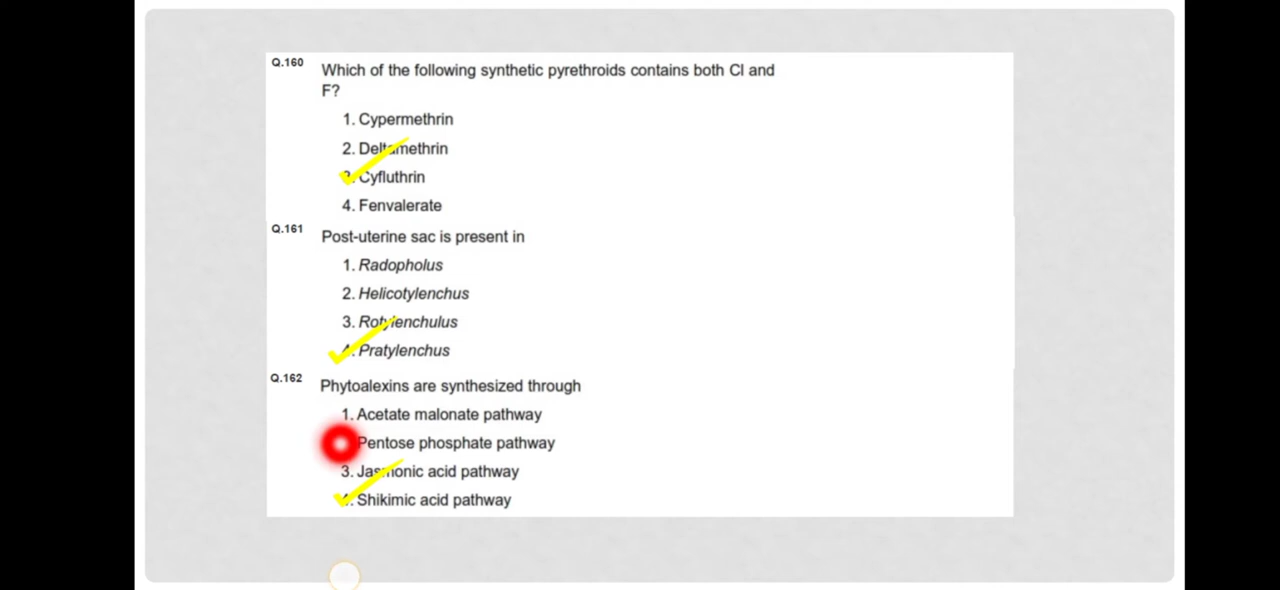 Q.160
Which of the following synthetic pyrethroids contains both Cl and
F?
1. Cypermethrin
2. Deltamethrin
3. Cyfluthrin
4. Fenvalerate
Q.161
Post-uterine sac is present in
1. Radopholus
2. Helicotylenchus
3. Rotylenchulus
4. Pratylenchus
Q.162
Phytoalexins are synthesized through
1. Acetate malonate pathway
Pentose phosphate pathway
3. Jasmonic acid pathway
4. Shikimic acid pathway